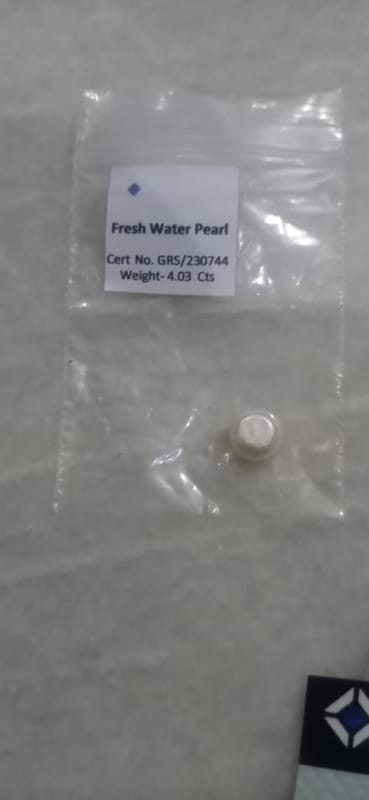 Fresh Water Pearl
Cert No. GRS/230744
Weight- 4.03 Cts